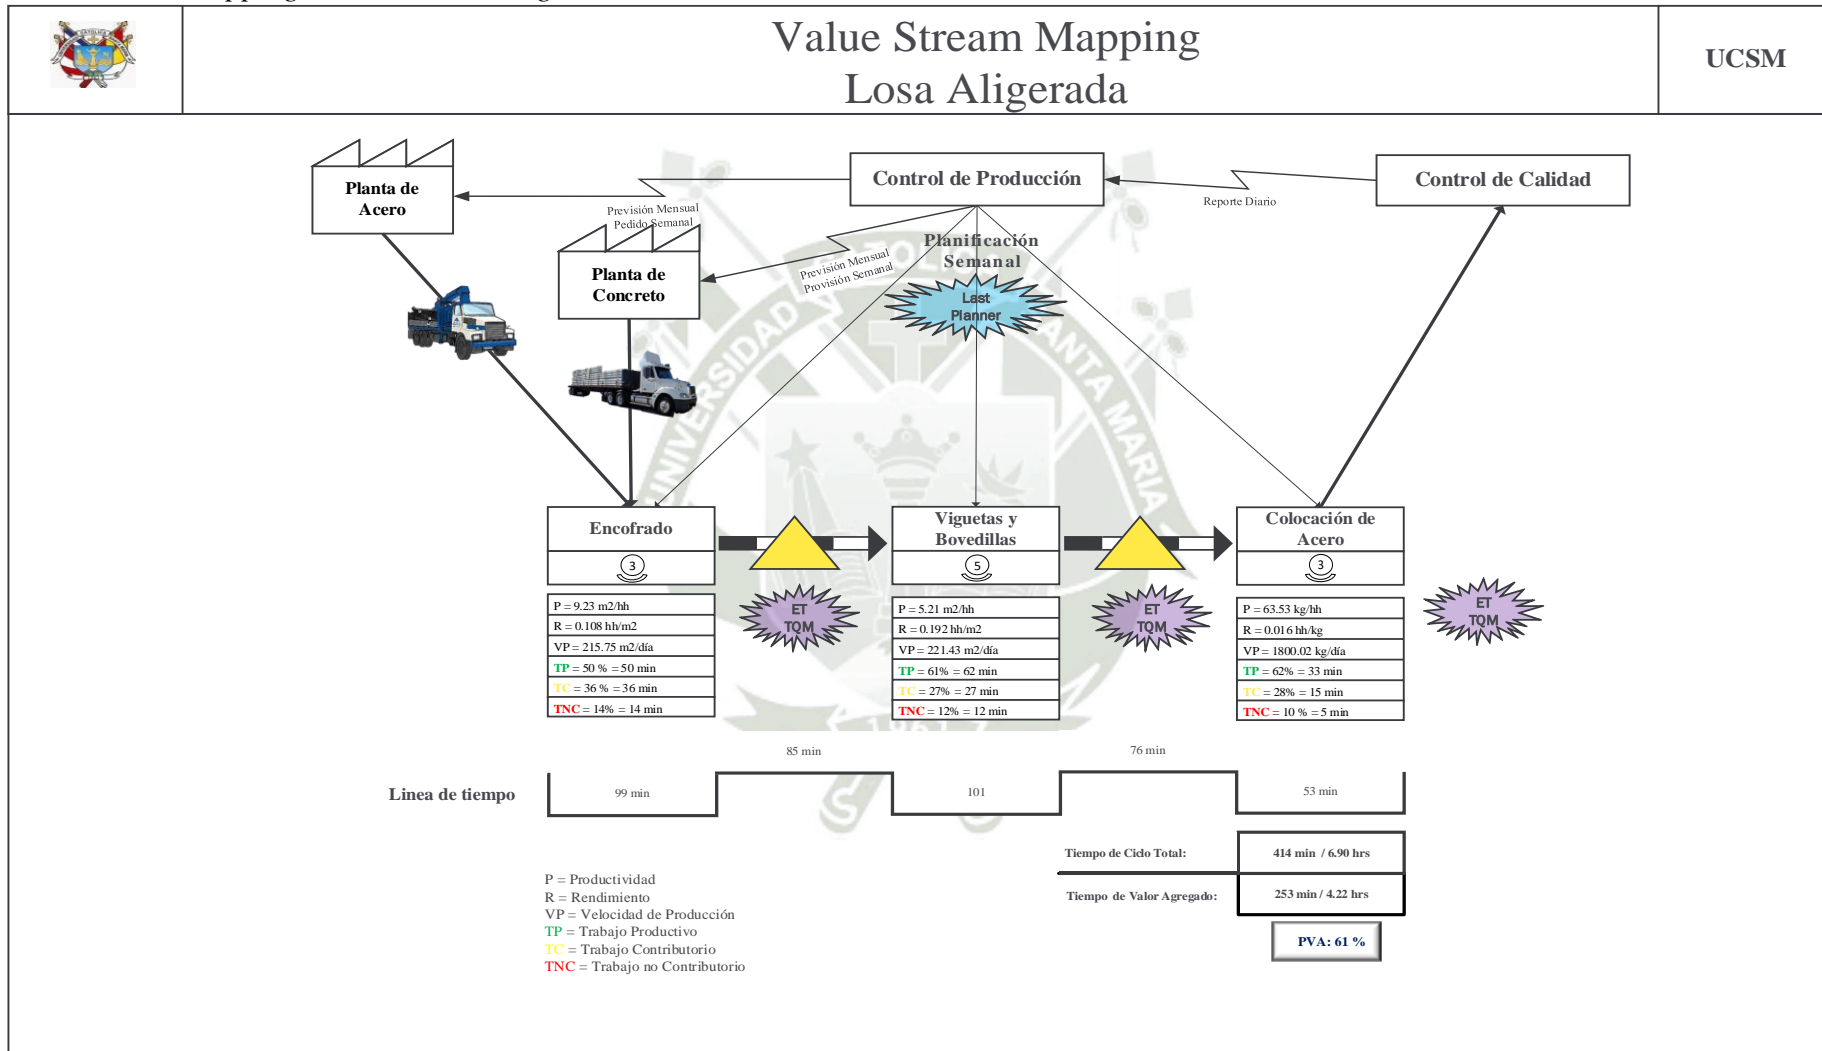 Value Stream Mapping
Losa Aligerada
UCSM
Planta de
Acero
Control de Producción
Control de Calidad
Previsión Mensual
Pedido Semanal
Reporte Diario
Planta de
Concreto
Previsión Mensual
Provisión Semanal
Planificación
Semanal
Last
Planner
UNIVERSIDAD CATOLICA SANTA MARIA
Encofrado
3
Viguetas y
Bovedillas
5
Colocación de
Acero
3
P = 9.23 m2/hh
R = 0.108 hh/m2
VP = 215.75 m2/día
TP = 50 % = 50 min
TC = 36 % = 36 min
TNC = 14% = 14 min
ET
TQM
P = 5.21 m2/hh
R = 0.192 hh/m2
VP = 221.43 m2/día
TP = 61% = 62 min
TC = 27% = 27 min
TNC = 12% = 12 min
ET
TQM
P = 63.53 kg/hh
R = 0.016 hh/kg
VP = 1800.02 kg/día
TP = 62% = 33 min
TC = 28% = 15 min
TNC = 10 % = 5 min
ET
TQM
1961
85 min
76 min
Linea de tiempo
99 min
101
53 min
Tiempo de Ciclo Total:
414 min / 6.90 hrs
Tiempo de Valor Agregado:
253 min / 4.22 hrs
PVA: 61 %
P = Productividad
R = Rendimiento
VP = Velocidad de Producción
TP = Trabajo Productivo
TC = Trabajo Contributorio
TNC = Trabajo no Contributorio